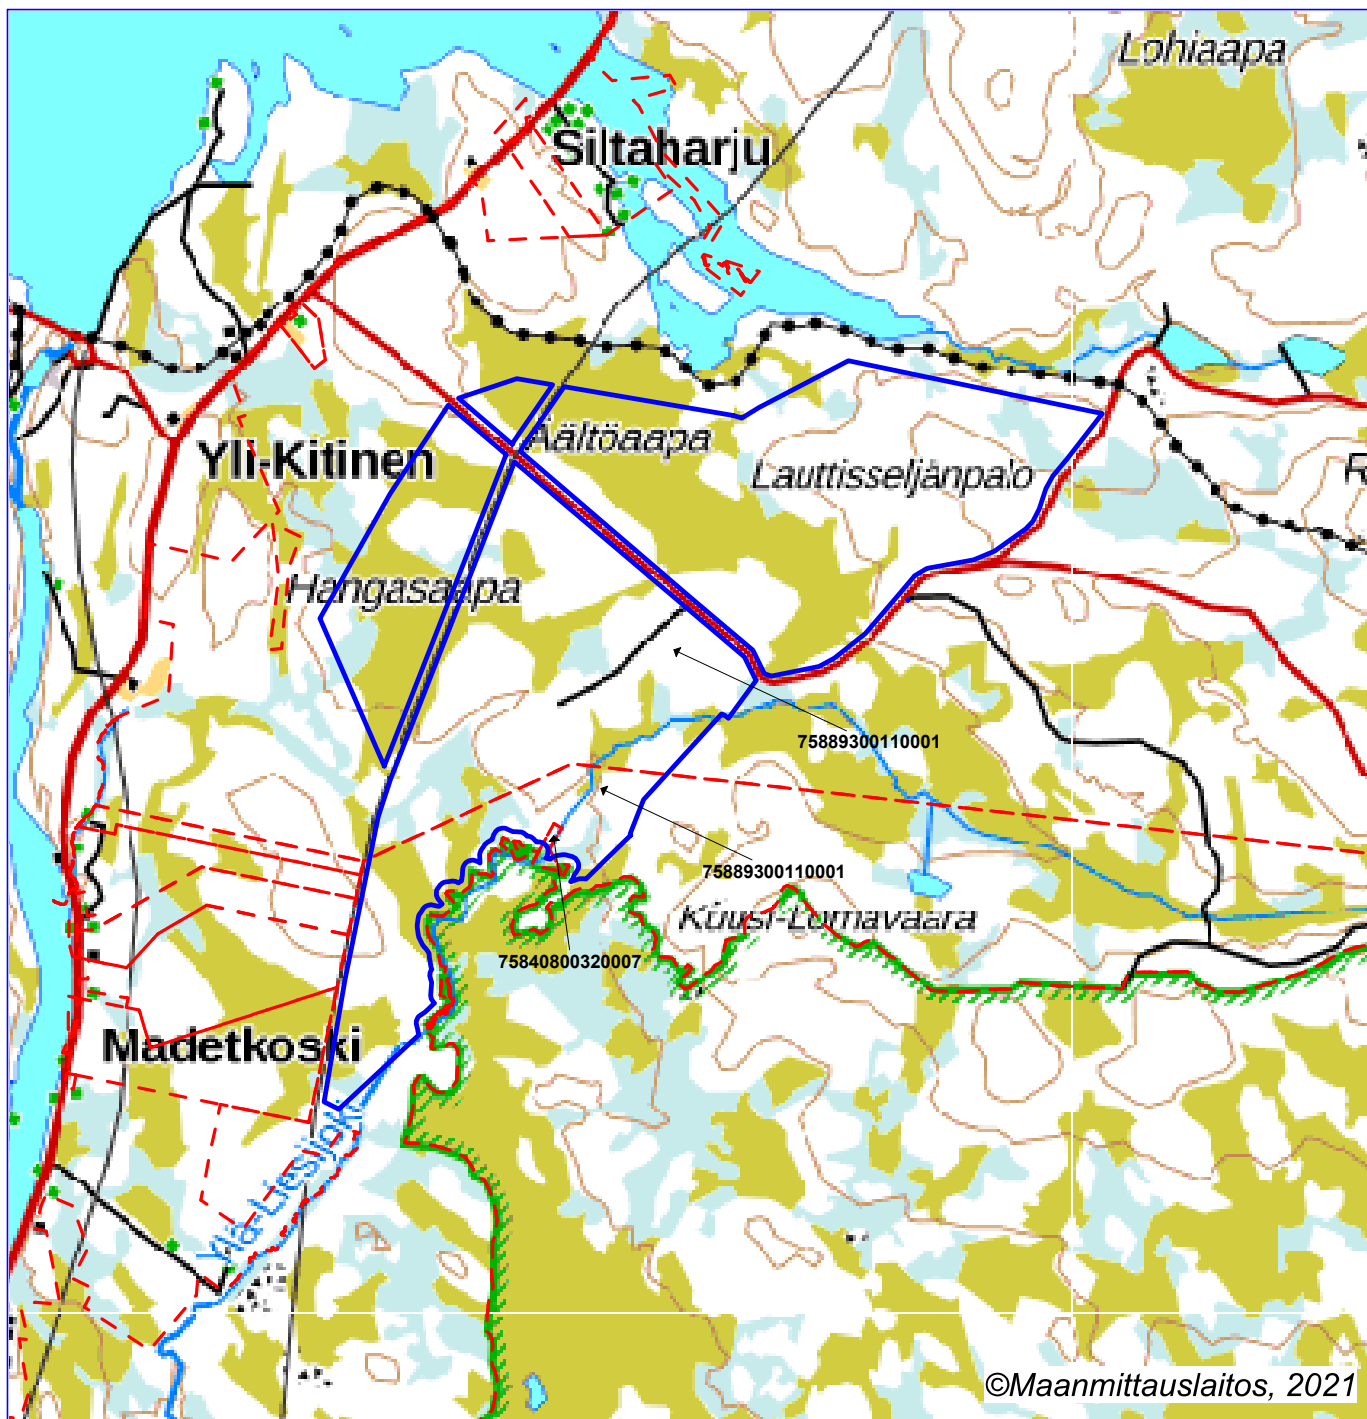 Lohiaapa
Siltaharju
Äältöaapa
Yli-Kitinen
Lauttisseljänpalo
R
Hangasaapa
75889300110001
75889300110001
Kuusi-Lomavaara
75840800320007
Madetkoski
Ylä-Liesijoki
©Maanmittauslaitos, 2021